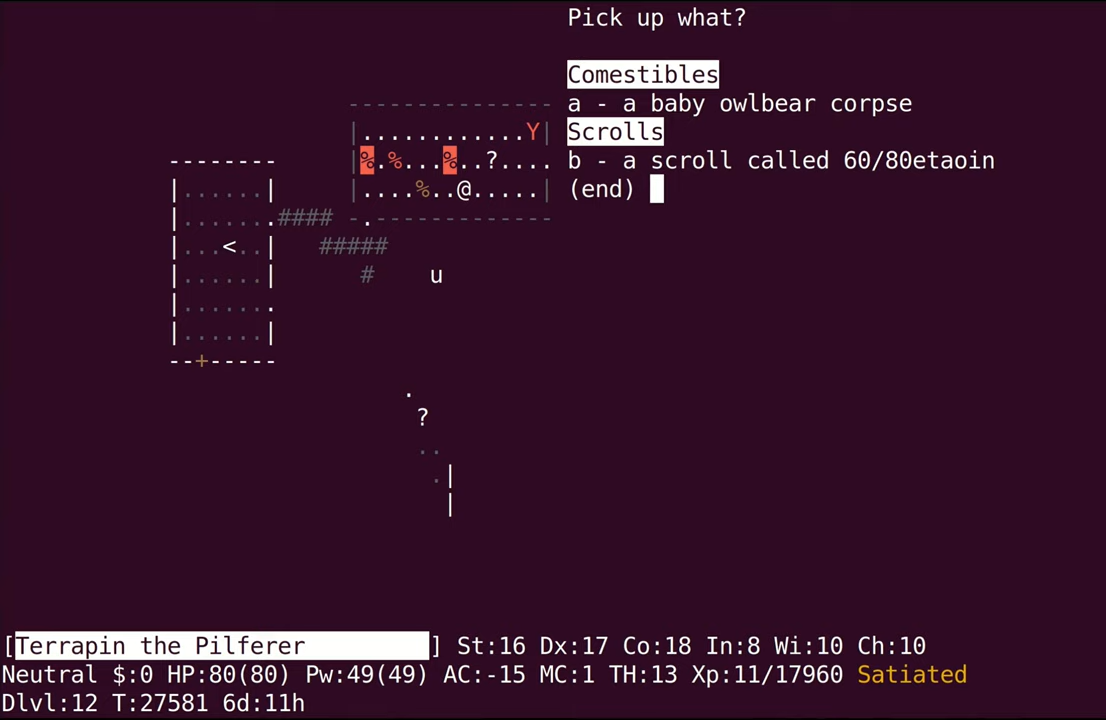 Pick up what?
Comestibles
a - a baby owlbear corpse
Scrolls
b - a scroll called 60/80etaoin
(end)
---------------
|............Y|
|%.%...%..?....
|....%..@.....|
-.-------------
--------
|......|
|.......####
|...<..| #####
|......| # u
|.......
|......|
--+-----
.
?
..
.|
|
[Terrapin the Pilferer ] St:16 Dx:17 Co:18 In:8 Wi:10 Ch:10
Neutral $:0 HP:80(80) Pw:49(49) AC:-15 MC:1 TH:13 Xp:11/17960 Satiated
Dlvl:12 T:27581 6d:11h